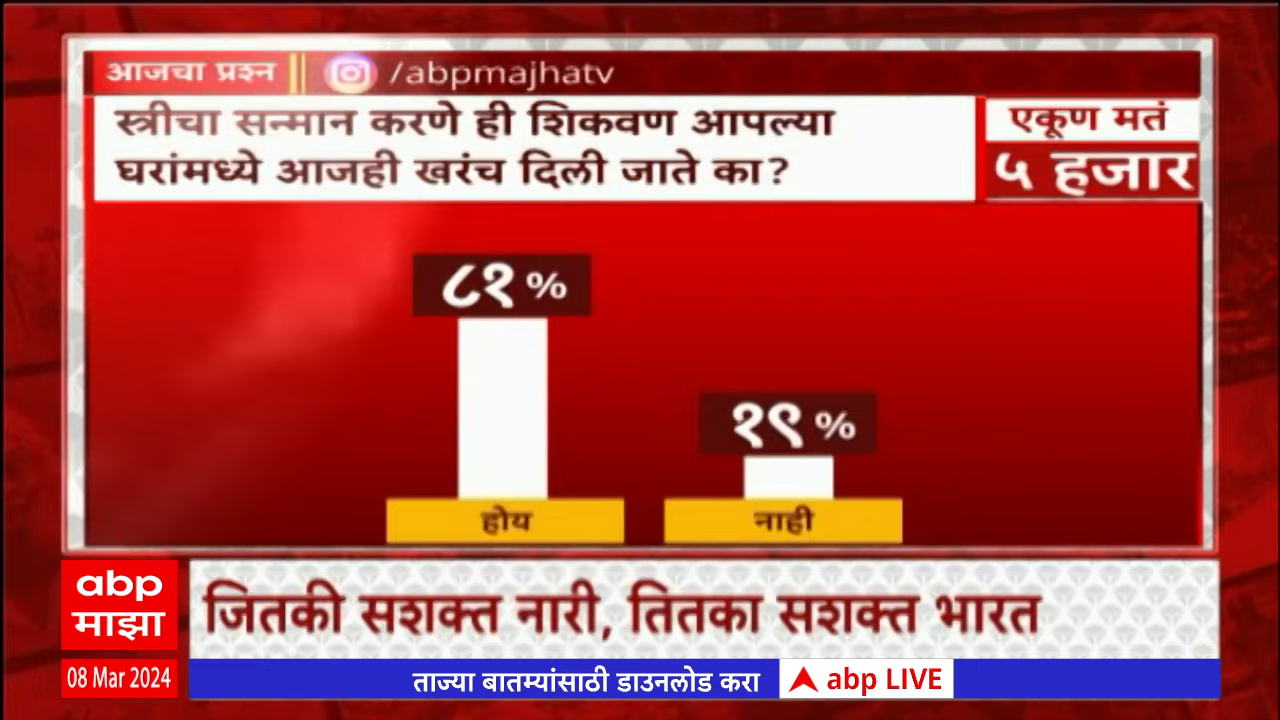 आजचा प्रश्न
/abpmajhatv
स्त्रीचा सन्मान करणे ही शिकवण आपल्या
घरांमध्ये आजही खरंच दिली जाते का?
एकूण मतं
५ हजार
८१ %
१९ %
होय
नाही
abp
माझा
जितकी सशक्त नारी, तितका सशक्त भारत
08 Mar 2024
ताज्या बातम्यांसाठी डाउनलोड करा
abp LIVE